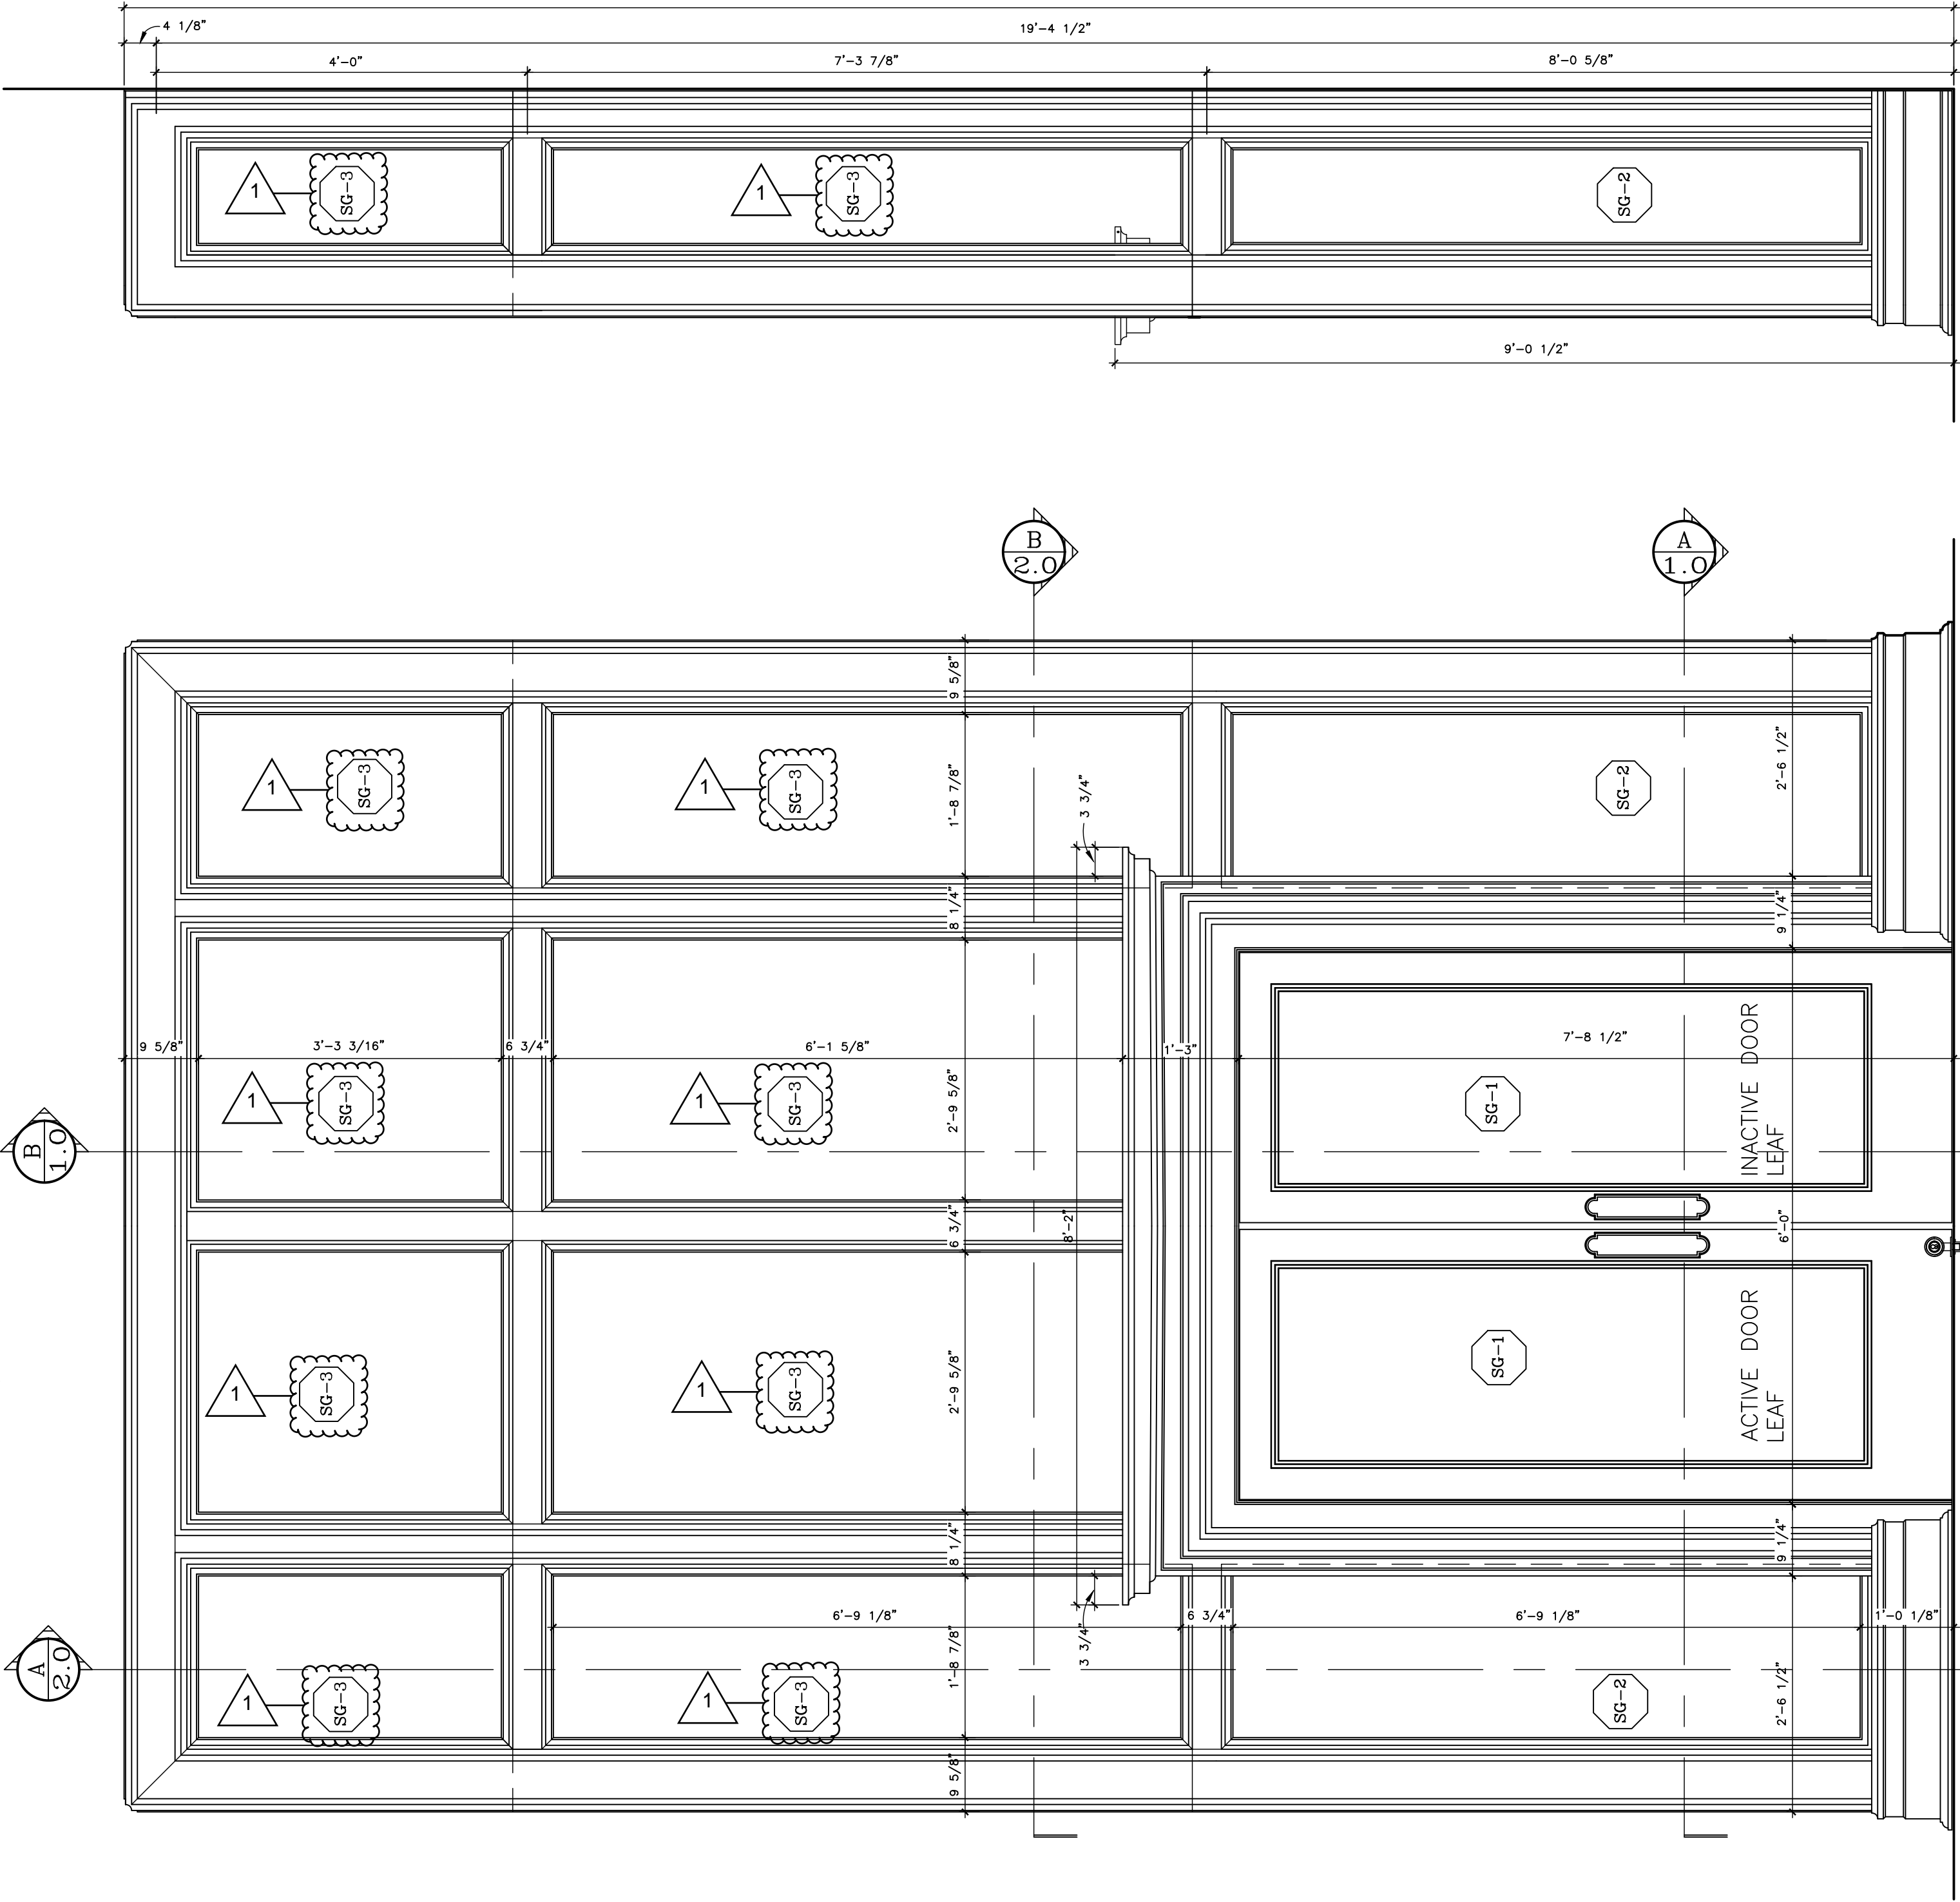 4 1/8"
19'-4 1/2"
4'-0"
7'-3 7/8"
8'-0 5/8"
1
SG-3
1
SG-3
SG-2
9'-0 1/2"
B
2.0
A
1.0
9 5/8"
2'-6 1/2"
1
SG-3
1
SG-3
1'-8 7/8"
3 3/4"
SG-2
8 1/4"
9 1/4"
9 5/8"
3'-3 3/16"
6 3/4"
6'-1 5/8"
1'-3"
7'-8 1/2"
1
SG-3
1
SG-3
2'-9 5/8"
SG-1
INACTIVE DOOR
LEAF
B
1.0
6 3/4"
8'-2"
6'-0"
1
SG-3
1
SG-3
2'-9 5/8"
SG-1
ACTIVE DOOR
LEAF
8 1/4"
9 1/4"
6'-9 1/8"
6 3/4"
6'-9 1/8"
1'-0 1/8"
3 3/4"
A
2.0
1
SG-3
1
SG-3
1'-8 7/8"
SG-2
2'-6 1/2"
9 5/8"